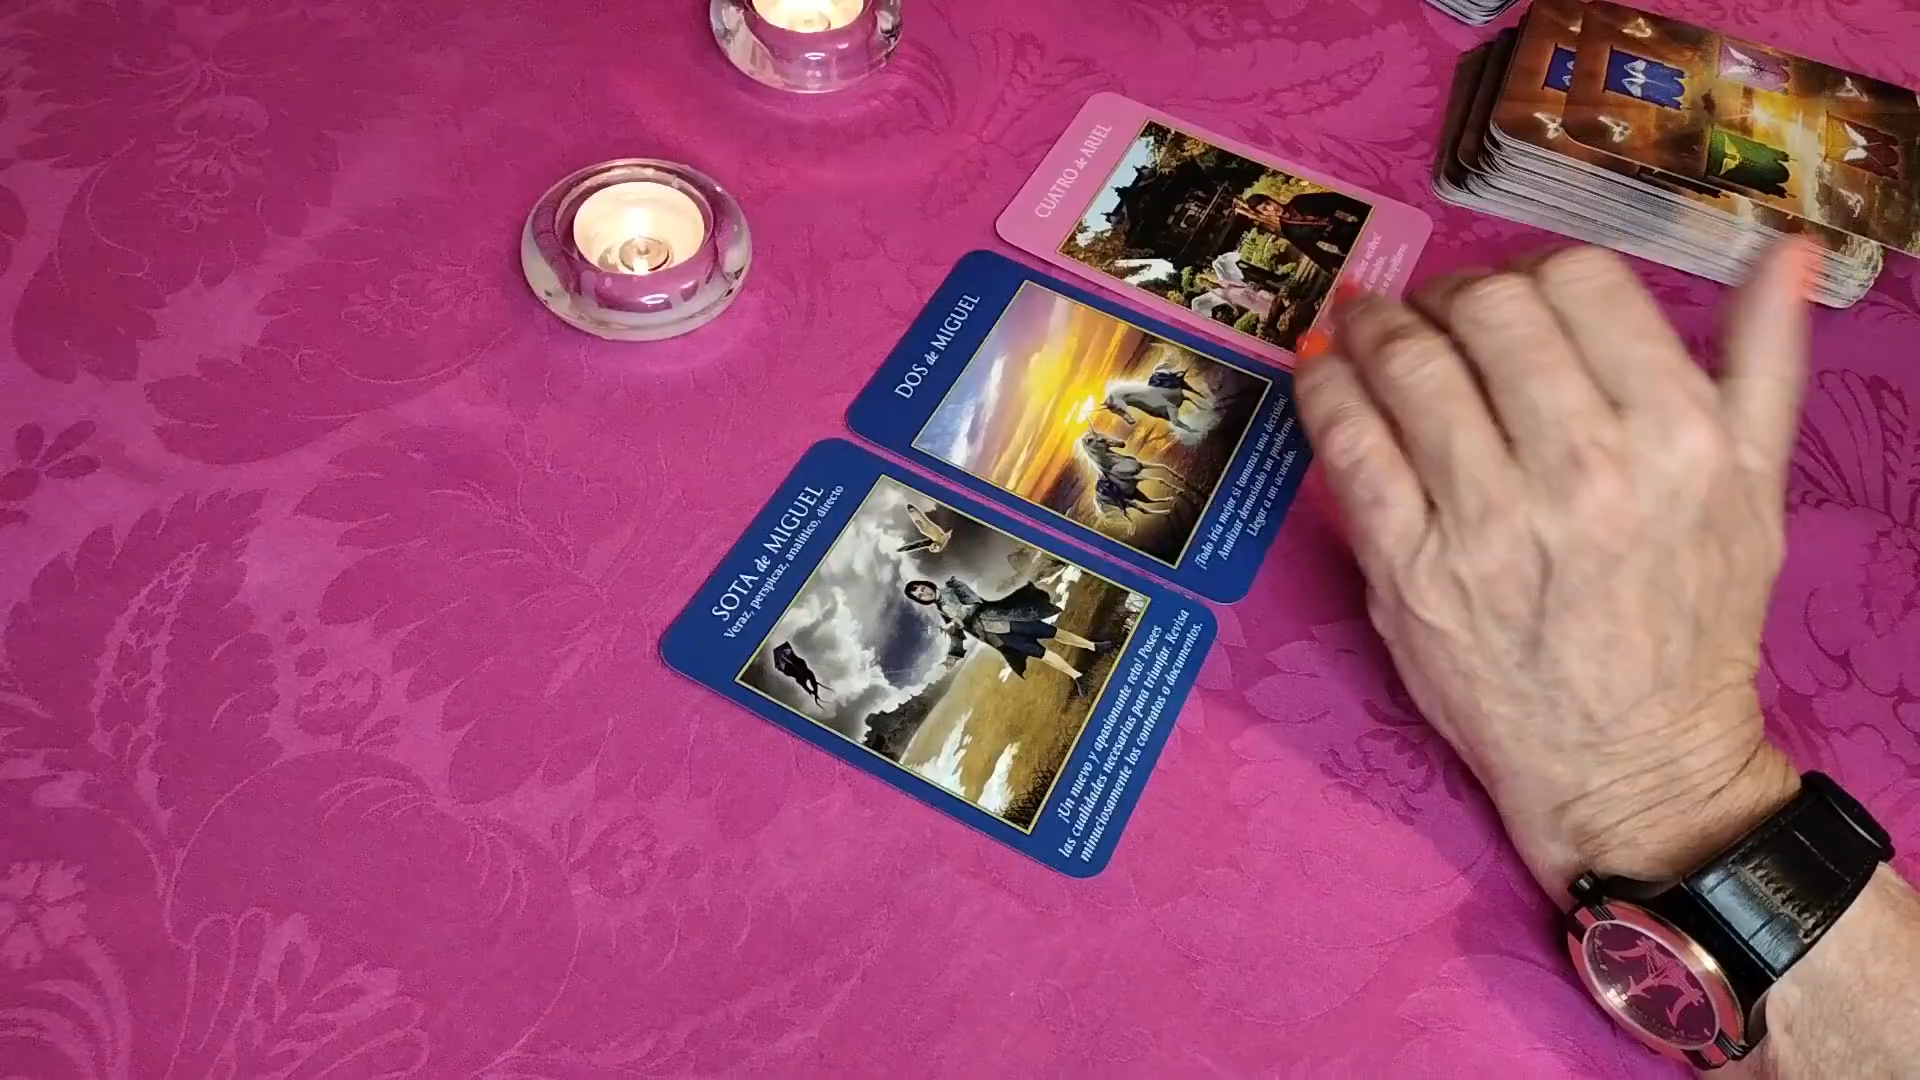 CUATRO de ARIEL
DOS de MIGUEL
¡Todo iría mejor si tomaras una decisión!
Analizar demasiado un problema.
Llegar a un acuerdo.
SOTA de MIGUEL
Veraz, perspicaz, analítico, directo
¡Un nuevo y apasionante reto! Posees
las cualidades necesarias para triunfar. Revisa
minuciosamente los contratos o documentos.